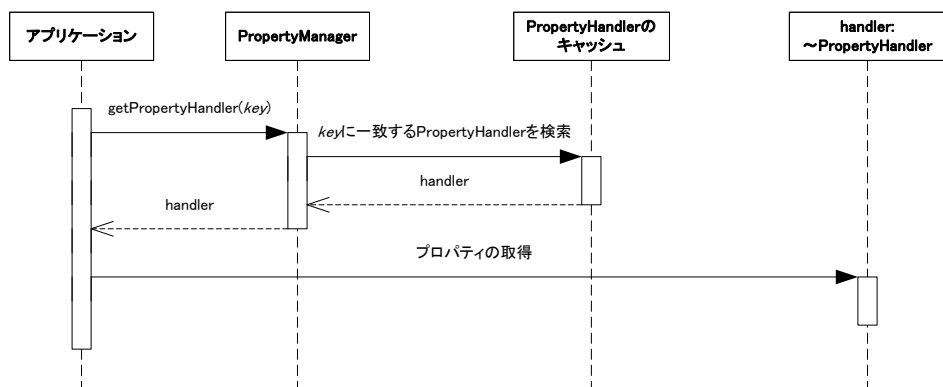 アプリケーション
PropertyManager
PropertyHandlerの
キャッシュ
handler:
～PropertyHandler
getPropertyHandler(key)
keyに一致するPropertyHandlerを検索
handler
handler
プロパティの取得